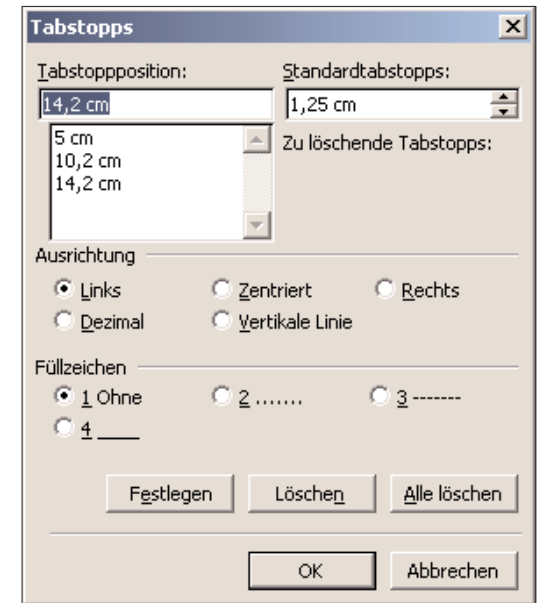 Tabstopps
Tabstoppposition: Standardtabstopps:
14,2 cm 1,25 cm
5 cm Zu löschende Tabstopps:
10,2 cm
14,2 cm
Ausrichtung
Links Zentriert Rechts
Dezimal Vertikale Linie
Füllzeichen
1 Ohne 2 ....... 3 -------
4 ____
Festlegen Löschen Alle löschen
OK Abbrechen